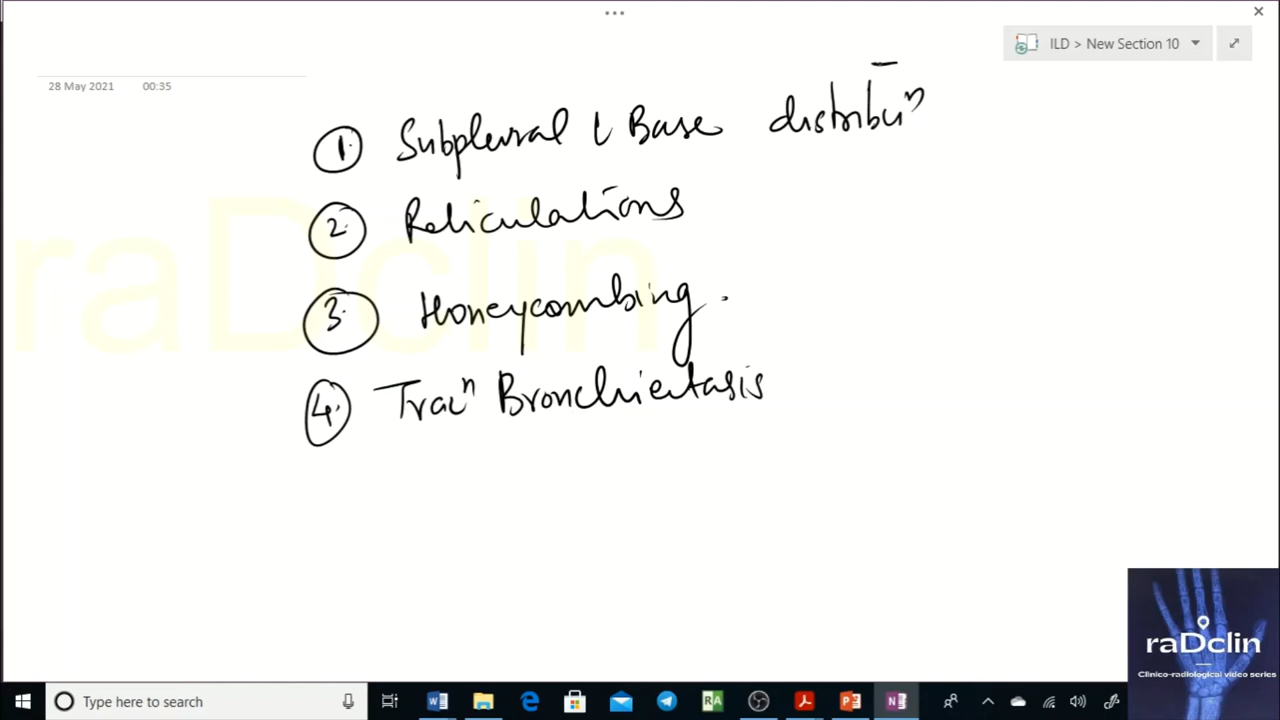 ILD > New Section 10
28 May 2021 00:35
1. Subpleural & Base distribuⁿ
2. Reticulations
3. Honeycombing.
4. Tracⁿ Bronchiectasis
raDclin
raDclin
Clinico-radiological video series
Type here to search